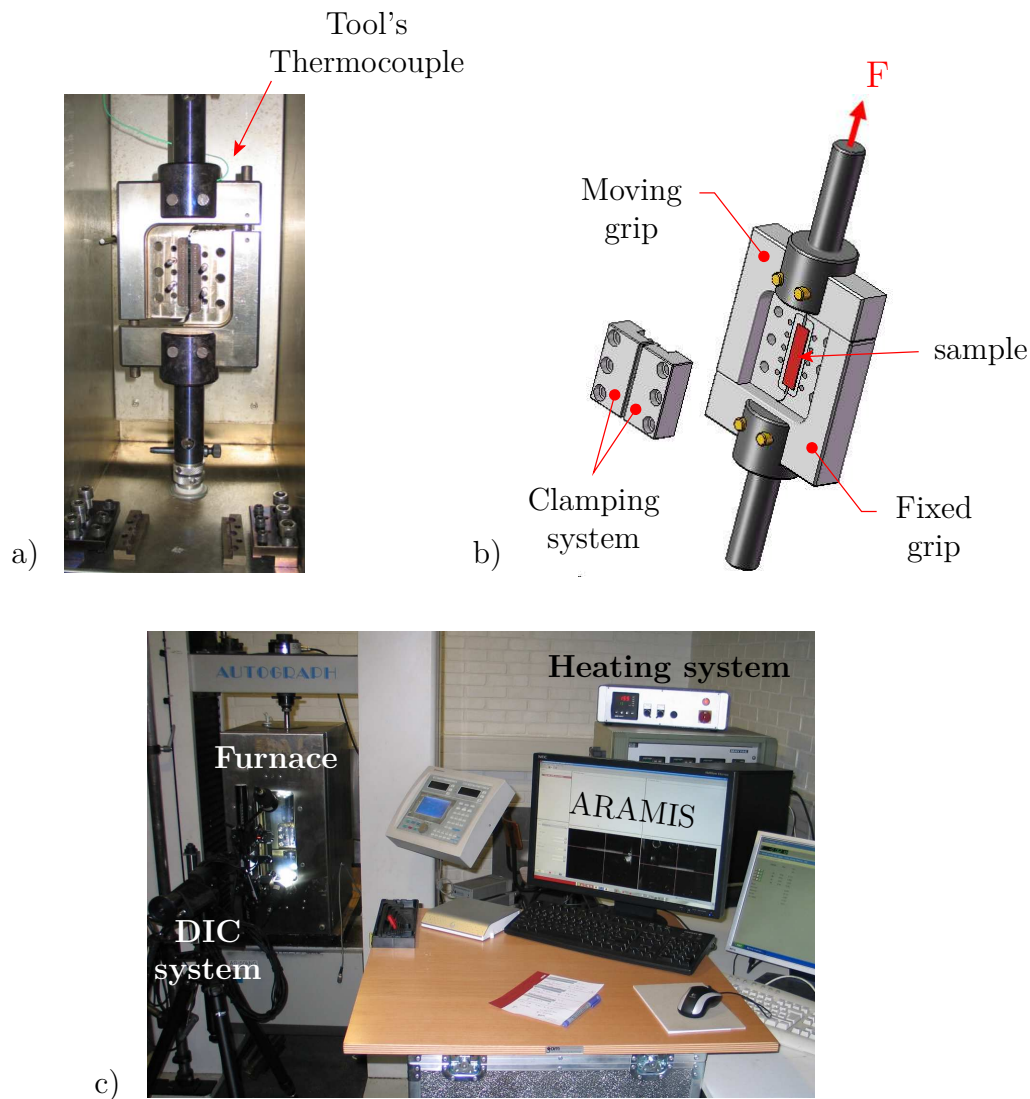 Tool's
Thermocouple
a)
F
Moving
grip
sample
Clamping
system
Fixed
grip
b)
AUTOGRAPH
Heating system
Furnace
ARAMIS
DIC
system
c)